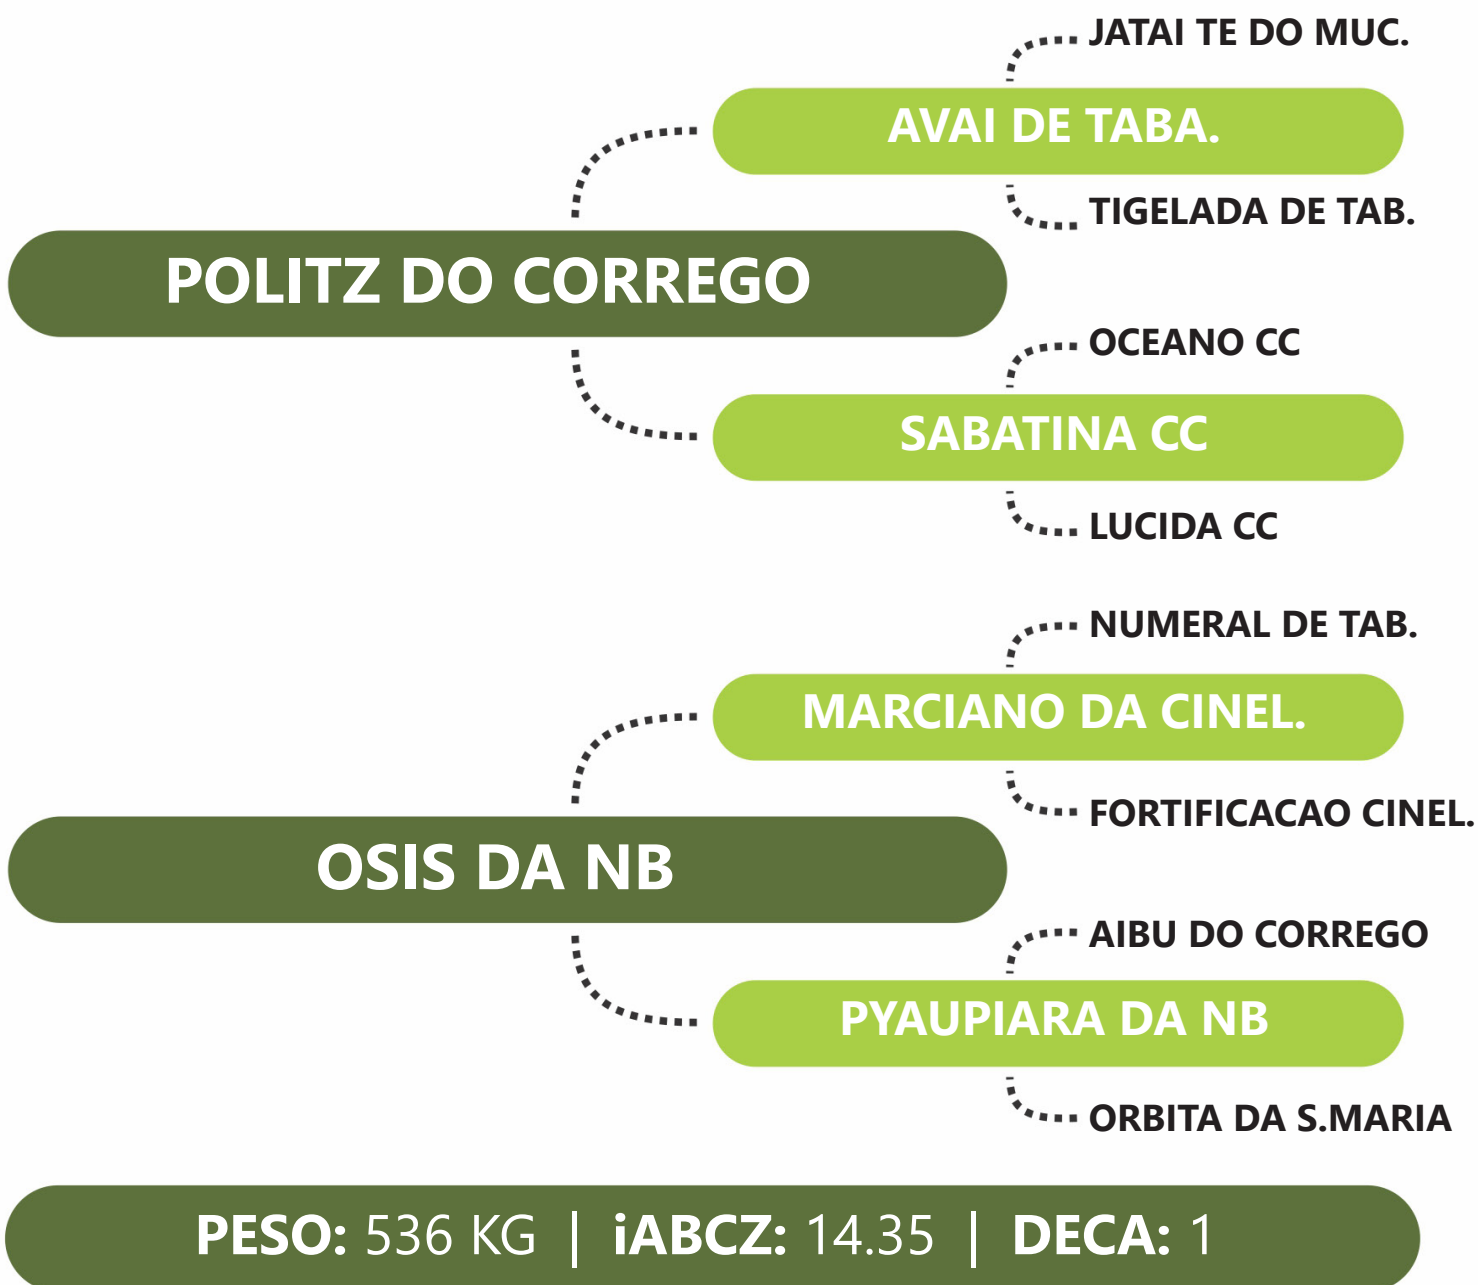 JATAI TE DO MUC.
AVAI DE TABA.
TIGELADA DE TAB.
POLITZ DO CORREGO
OCEANO CC
SABATINA CC
LUCIDA CC
NUMERAL DE TAB.
MARCIANO DA CINEL.
FORTIFICACAO CINEL.
OSIS DA NB
AIBU DO CORREGO
PYAUPIARA DA NB
ORBITA DA S.MARIA
PESO: 536 KG | iABCZ: 14.35 | DECA: 1